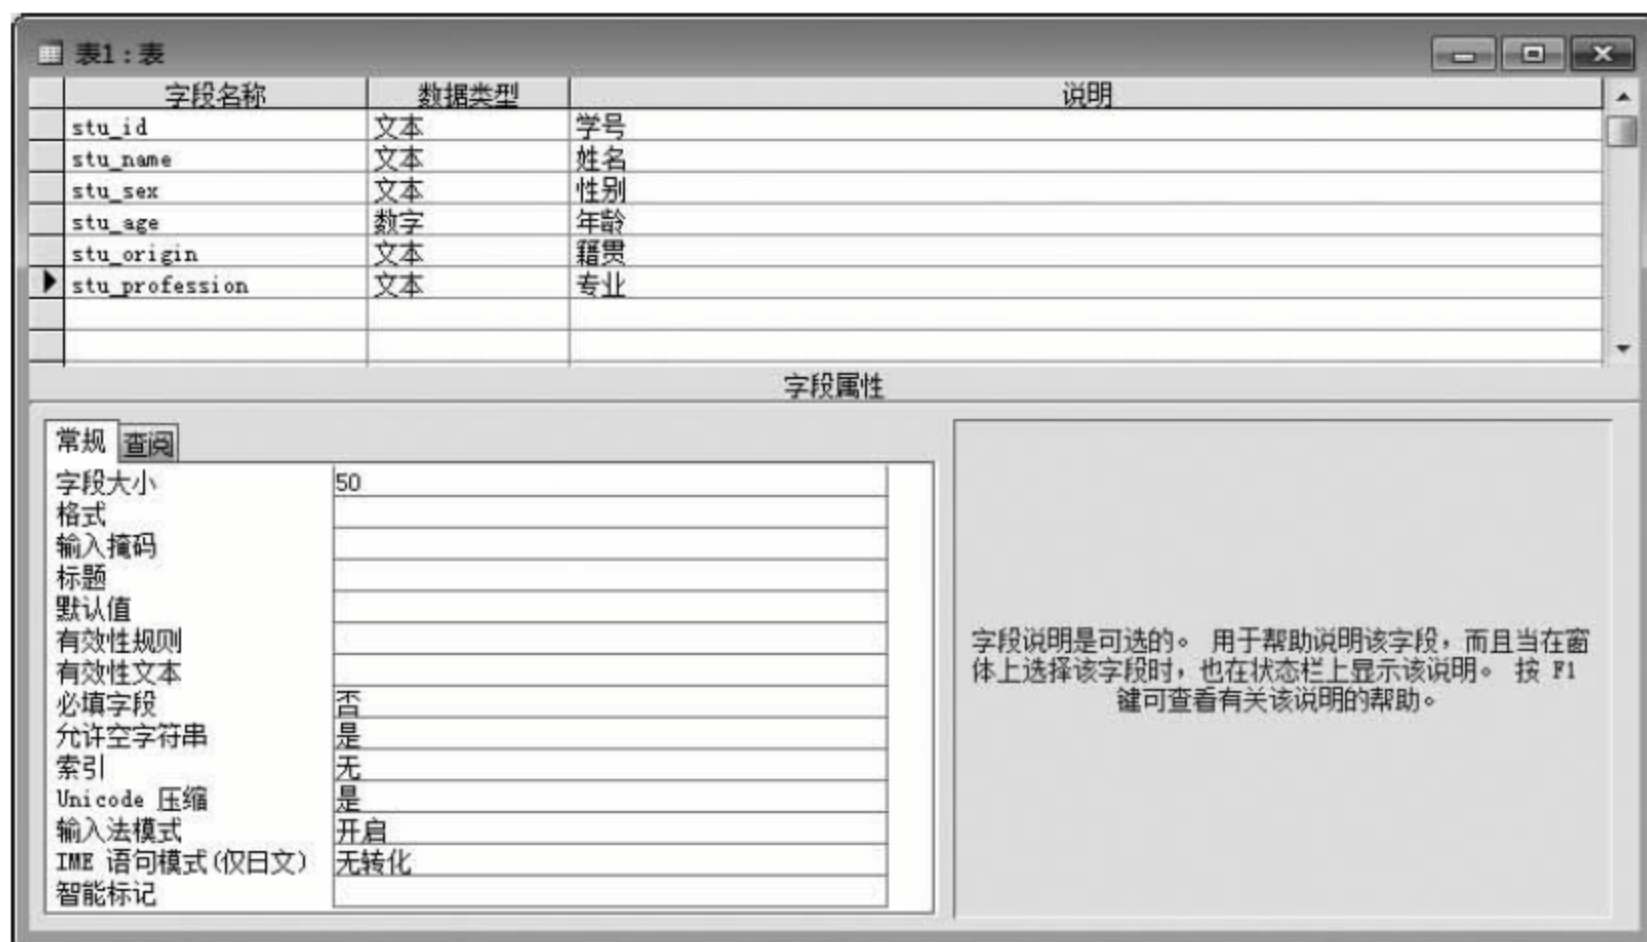 表1 : 表
字段名称 数据类型 说明
stu_id 文本 学号
stu_name 文本 姓名
stu_sex 文本 性别
stu_age 数字 年龄
stu_origin 文本 籍贯
stu_profession 文本 专业
字段属性
常规 查阅
字段大小 50
格式
输入掩码
标题
默认值
有效性规则
有效性文本
必填字段 否
允许空字符串 是
索引 无
Unicode 压缩 是
输入法模式 开启
IME 语句模式(仅日文) 无转化
智能标记
字段说明是可选的。 用于帮助说明该字段，而且当在窗
体上选择该字段时，也在状态栏上显示该说明。 按 F1
键可查看有关该说明的帮助。